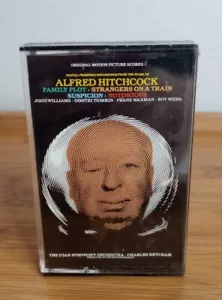 ORIGINAL MOTION PICTURE SCORES
DIGITAL PREMIERE RECORDINGS FROM THE FILMS OF
ALFRED HITCHCOCK
FAMILY PLOT · STRANGERS ON A TRAIN
SUSPICION · NOTORIOUS
JOHN WILLIAMS · DIMITRI TIOMKIN · FRANZ WAXMAN · ROY WEBB
THE UTAH SYMPHONY ORCHESTRA CHARLES KETCHAM